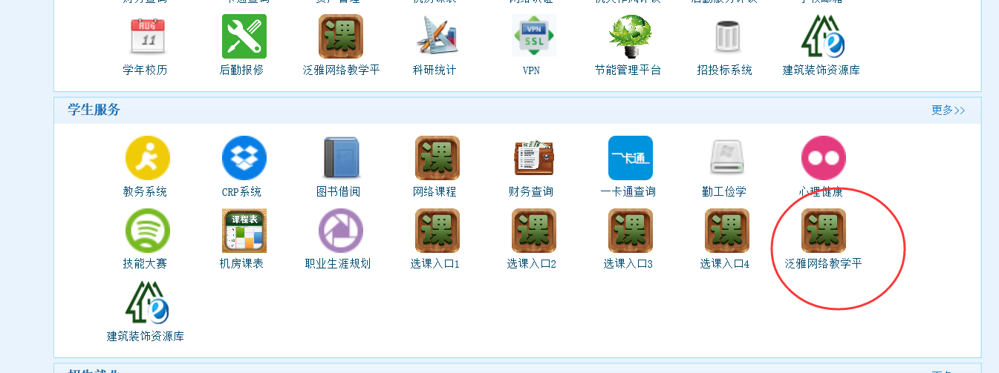 AUG
11
课
VPN
SSL
学年校历 后勤报修 泛雅网络教学平 科研统计 VPN 节能管理平台 招投标系统 建筑装饰资源库
学生服务 更多>>
课
一卡通
教务系统 CRP系统 图书借阅 网络课程 财务查询 一卡通查询 勤工俭学 心理健康
课程表 课 课 课 课 课
技能大赛 机房课表 职业生涯规划 选课入口1 选课入口2 选课入口3 选课入口4 泛雅网络教学平
建筑装饰资源库